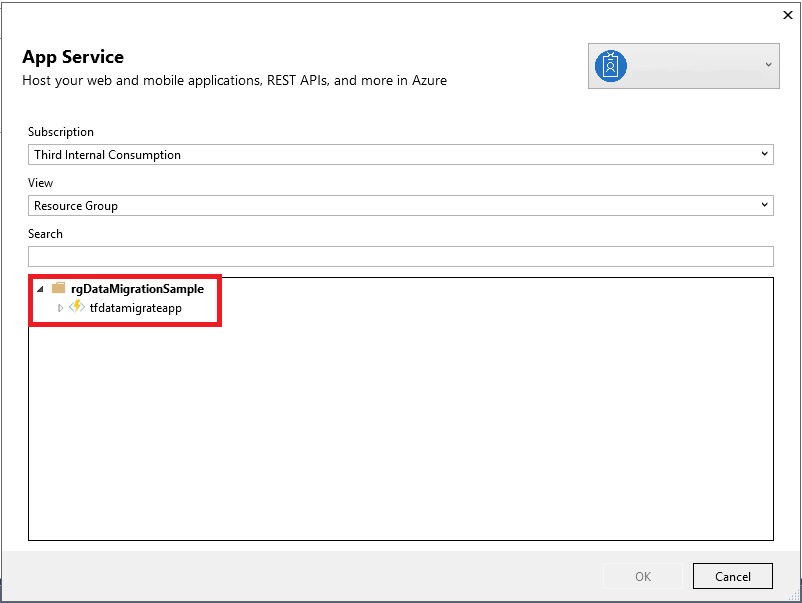 App Service
Host your web and mobile applications, REST APIs, and more in Azure
Subscription
Third Internal Consumption
View
Resource Group
Search
rgDataMigrationSample
tfdatamigrateapp
OK
Cancel